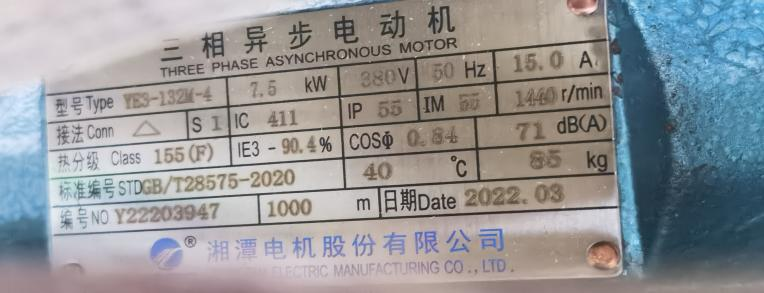 三相异步电动机
THREE PHASE ASYNCHRONOUS MOTOR
型号Type YE3-132M-4 7.5 kW 380V 50 Hz 15.0 A
接法Conn △ S I IC 411 IP 55 IM 1440 r/min
热分级 Class 155(F) IE3 - 90.4% COSΦ 0.84 71 dB(A)
标准编号STDGB/T28575-2020 40 ℃ 85 kg
编号NO Y22203947 1000 m 日期Date 2022.03
® 湘潭电机股份有限公司
ELECTRIC MANUFACTURING CO.,LTD.